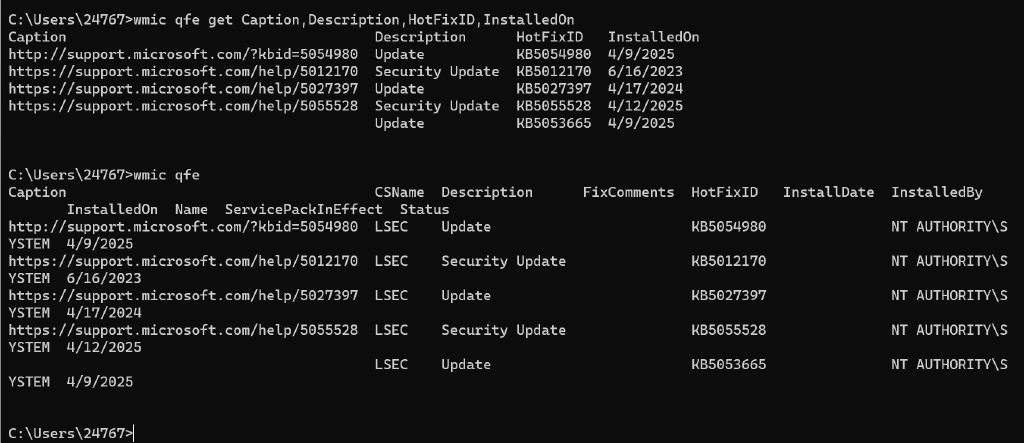 C:\Users\24767>wmic qfe get Caption,Description,HotFixID,InstalledOn
Caption                                     Description      HotFixID   InstalledOn
http://support.microsoft.com/?kbid=5054980  Update           KB5054980  4/9/2025
https://support.microsoft.com/help/5012170  Security Update  KB5012170  6/16/2023
https://support.microsoft.com/help/5027397  Update           KB5027397  4/17/2024
https://support.microsoft.com/help/5055528  Security Update  KB5055528  4/12/2025
                                            Update           KB5053665  4/9/2025
C:\Users\24767>wmic qfe
Caption                                     CSName  Description      FixComments  HotFixID   InstallDate  InstalledBy
       InstalledOn  Name  ServicePackInEffect  Status
http://support.microsoft.com/?kbid=5054980  LSEC    Update                        KB5054980               NT AUTHORITY\S
YSTEM  4/9/2025
https://support.microsoft.com/help/5012170  LSEC    Security Update               KB5012170               NT AUTHORITY\S
YSTEM  6/16/2023
https://support.microsoft.com/help/5027397  LSEC    Update                        KB5027397               NT AUTHORITY\S
YSTEM  4/17/2024
https://support.microsoft.com/help/5055528  LSEC    Security Update               KB5055528               NT AUTHORITY\S
YSTEM  4/12/2025
                                            LSEC    Update                        KB5053665               NT AUTHORITY\S
YSTEM  4/9/2025
C:\Users\24767>